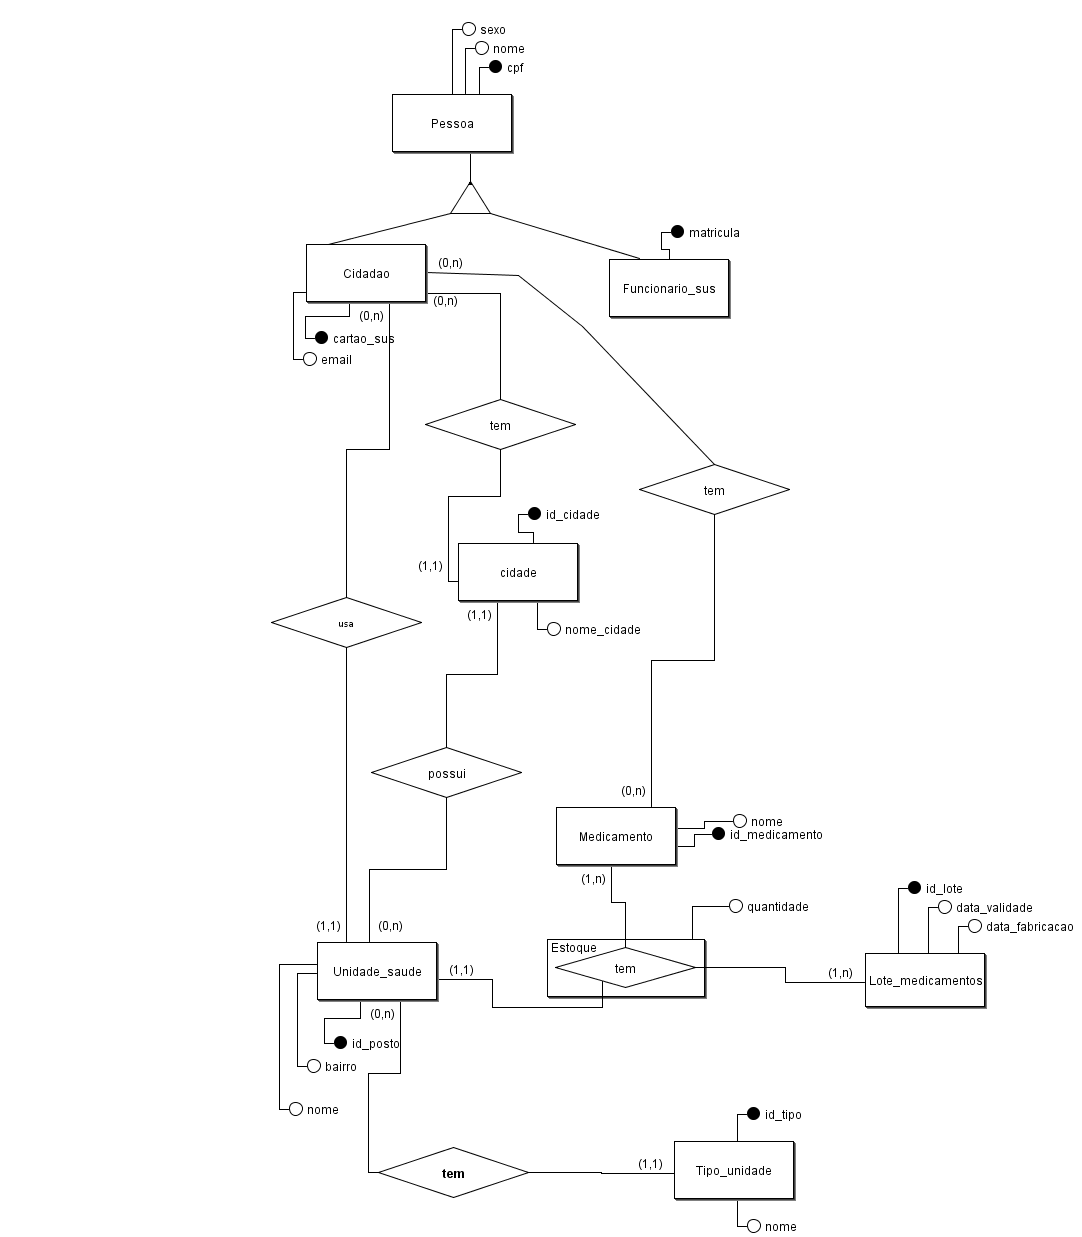 sexo
nome
cpf
Pessoa
matricula
(0,n)
Cidadao
Funcionario_sus
(0,n)
(0,n)
cartao_sus
email
tem
tem
id_cidade
(1,1)
cidade
(1,1)
usa
nome_cidade
possui
(0,n)
nome
Medicamento
id_medicamento
(1,n)
id_lote
quantidade
data_validade
(1,1)
(0,n)
data_fabricacao
Estoque
Unidade_saude
(1,1)
tem
(1,n)
Lote_medicamentos
(0,n)
id_posto
bairro
nome
id_tipo
tem
(1,1)
Tipo_unidade
nome